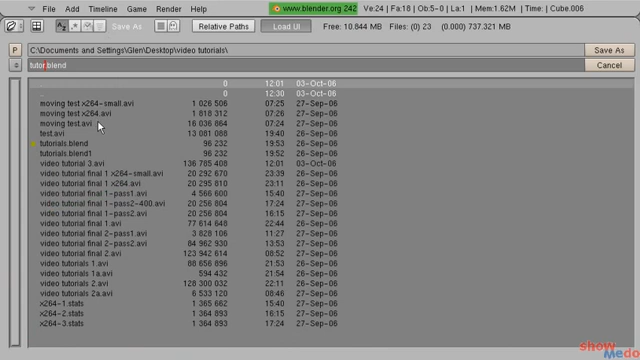 File Add Timeline Game Render Help www.blender.org 242 Ve:24 | Fa:18 | Ob:5-0 | La:1 | Mem:1.62M | Time: | Cube.006
Save As Relative Paths Load UI Free: 10.844 MB Files: (0) 23 (0.000) 737.321 MB
P C:\Documents and Settings\Glen\Desktop\video tutorials\ Save As
tutor.blend Cancel
. 0 12:01 03-Oct-06
.. 0 12:30 03-Oct-06
moving test x264-small.avi 1 026 506 07:25 27-Sep-06
moving test x264.avi 1 818 312 07:26 27-Sep-06
moving test.avi 16 036 864 07:24 27-Sep-06
test.avi 13 081 088 19:40 26-Sep-06
tutorials.blend 96 232 19:53 26-Sep-06
tutorials.blend1 96 232 19:52 26-Sep-06
video tutorial 3.avi 136 785 408 12:01 03-Oct-06
video tutorial final 1 x264-small.avi 20 292 670 23:39 26-Sep-06
video tutorial final 1 x264.avi 20 295 810 23:11 26-Sep-06
video tutorial final 1-pass1.avi 4 566 600 15:40 27-Sep-06
video tutorial final 1-pass2-400.avi 20 256 804 17:24 27-Sep-06
video tutorial final 1-pass2.avi 20 256 204 16:15 27-Sep-06
video tutorial final 1.avi 77 614 648 22:44 26-Sep-06
video tutorial final 2-pass1.avi 3 828 106 11:27 03-Oct-06
video tutorial final 2-pass2.avi 84 962 930 13:53 03-Oct-06
video tutorial final 2.avi 123 942 614 08:52 03-Oct-06
video tutorials 1.avi 88 656 896 21:53 26-Sep-06
video tutorials 1a.avi 594 432 21:54 26-Sep-06
video tutorials 2.avi 128 300 032 22:11 26-Sep-06
video tutorials 2a.avi 6 533 120 08:46 27-Sep-06
x264-1.stats 1 365 662 15:40 27-Sep-06
x264-2.stats 1 364 893 16:15 27-Sep-06
x264-3.stats 1 364 893 17:24 27-Sep-06
show
medo